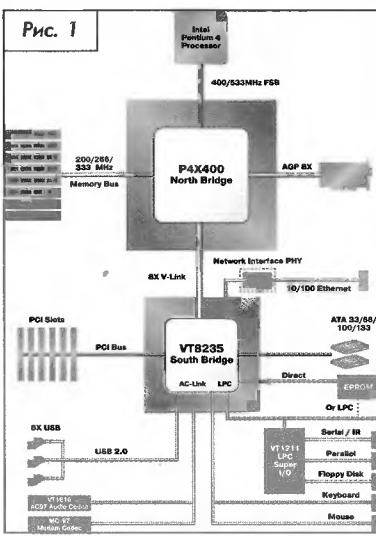 Рис. 1
Intel
Pentium 4
Processor
400/533MHz FSB
P4X400
North Bridge
200/266/
333 MHz
Memory Bus
AGP 8X
8X V-Link
Network Interface PHY
10/100 Ethernet
PCI Slots
PCI Bus
VT8235
South Bridge
AC-Link LPC
ATA 33/66/
100/133
Direct
EPROM
Or LPC
6X USB
USB 2.0
VT1211
LPC
Super
I/O
Serial / IR
Parallel
Floppy Disk
Keyboard
Mouse
VT1616
AC97 Audio Codec
MC-97
Modem Codec